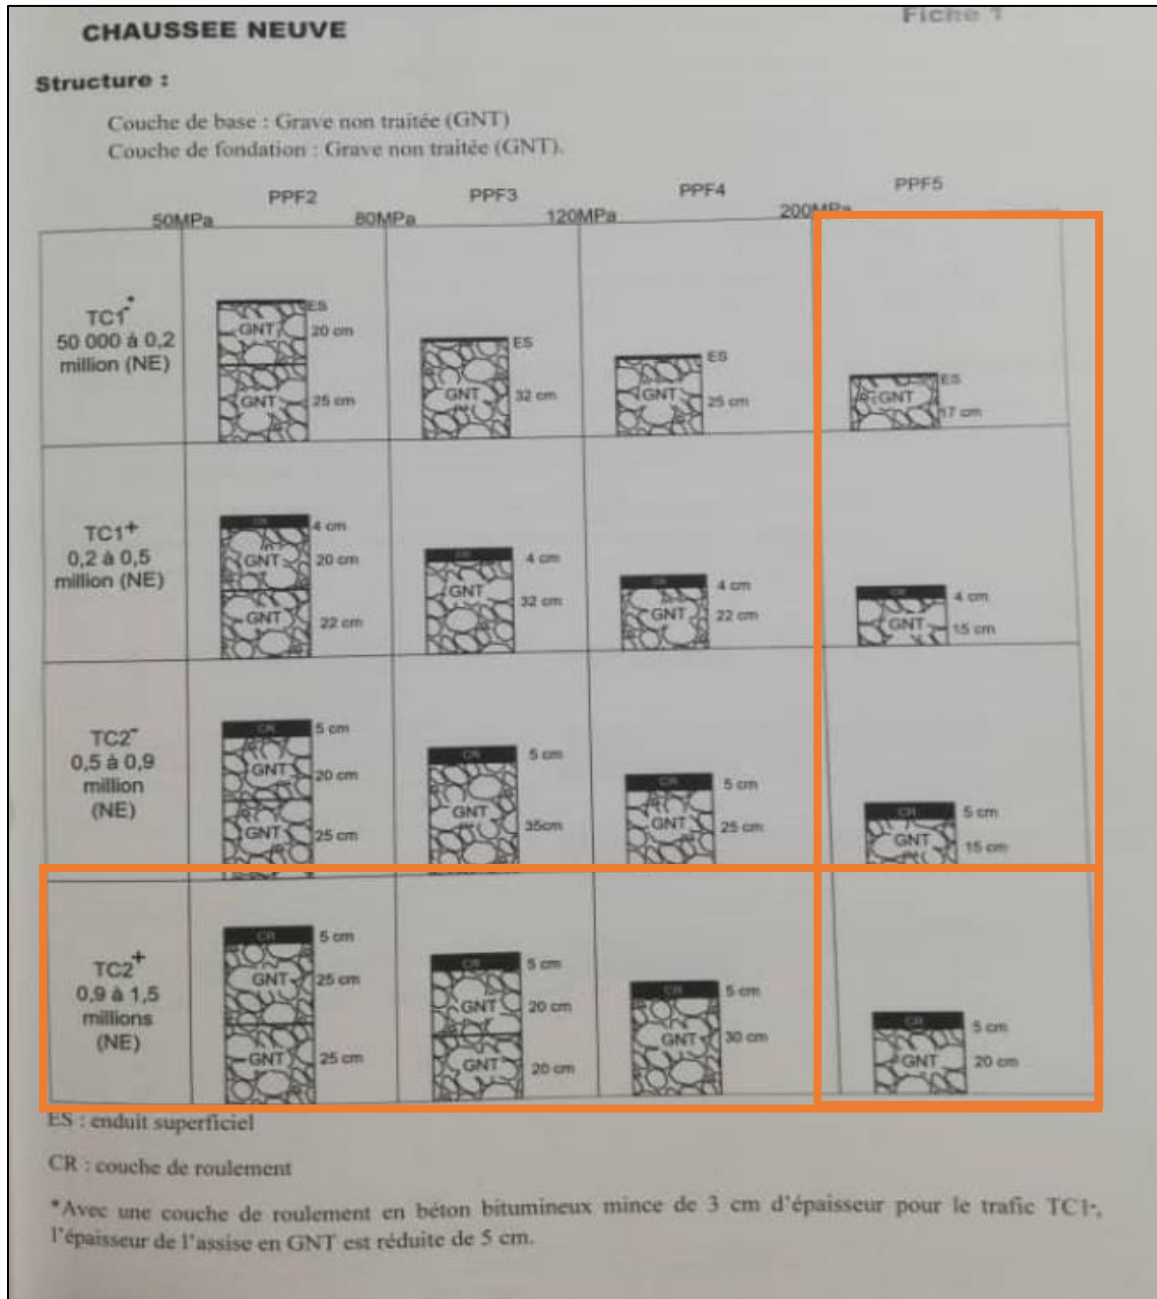 CHAUSSEE NEUVE
Fiche 1
Structure :
Couche de base : Grave non traitée (GNT)
Couche de fondation : Grave non traitée (GNT).
PPF2 PPF3 PPF4 PPF5
50MPa 80MPa 120MPa 200MPa
TC1-*
50 000 à 0,2
million (NE)
ES
GNT 20 cm
GNT 25 cm
ES
GNT 32 cm
ES
GNT 25 cm
ES
GNT
17 cm
TC1+
0,2 à 0,5
million (NE)
CR 4 cm
GNT 20 cm
GNT 22 cm
CR 4 cm
GNT 32 cm
CR 4 cm
GNT 22 cm
CR 4 cm
GNT 15 cm
TC2-
0,5 à 0,9
million
(NE)
CR 5 cm
GNT 20 cm
GNT 25 cm
CR 5 cm
GNT 35cm
CR 5 cm
GNT 25 cm
CR 5 cm
GNT 15 cm
TC2+
0,9 à 1,5
millions
(NE)
CR 5 cm
GNT 25 cm
GNT 25 cm
CR 5 cm
GNT 20 cm
GNT 20 cm
CR 5 cm
GNT 30 cm
CR 5 cm
GNT 20 cm
ES : enduit superficiel
CR : couche de roulement
*Avec une couche de roulement en béton bitumineux mince de 3 cm d'épaisseur pour le trafic TC1-,
l'épaisseur de l'assise en GNT est réduite de 5 cm.